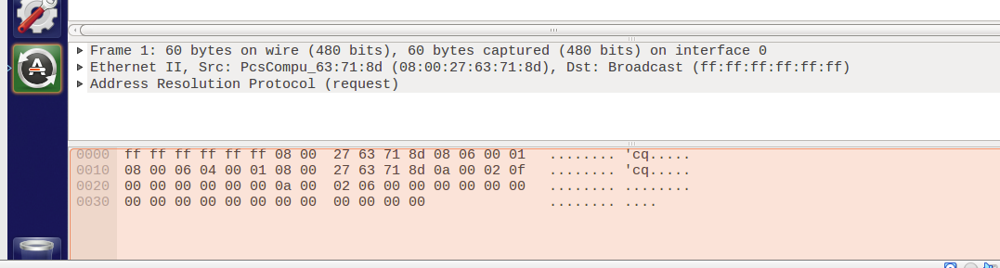 Frame 1: 60 bytes on wire (480 bits), 60 bytes captured (480 bits) on interface 0
Ethernet II, Src: PcsCompu_63:71:8d (08:00:27:63:71:8d), Dst: Broadcast (ff:ff:ff:ff:ff:ff)
Address Resolution Protocol (request)
0000 ff ff ff ff ff ff 08 00 27 63 71 8d 08 06 00 01 ........ 'cq.....
0010 08 00 06 04 00 01 08 00 27 63 71 8d 0a 00 02 0f ........ 'cq.....
0020 00 00 00 00 00 00 0a 00 02 06 00 00 00 00 00 00 ........ ........
0030 00 00 00 00 00 00 00 00 00 00 00 00 ........ ....